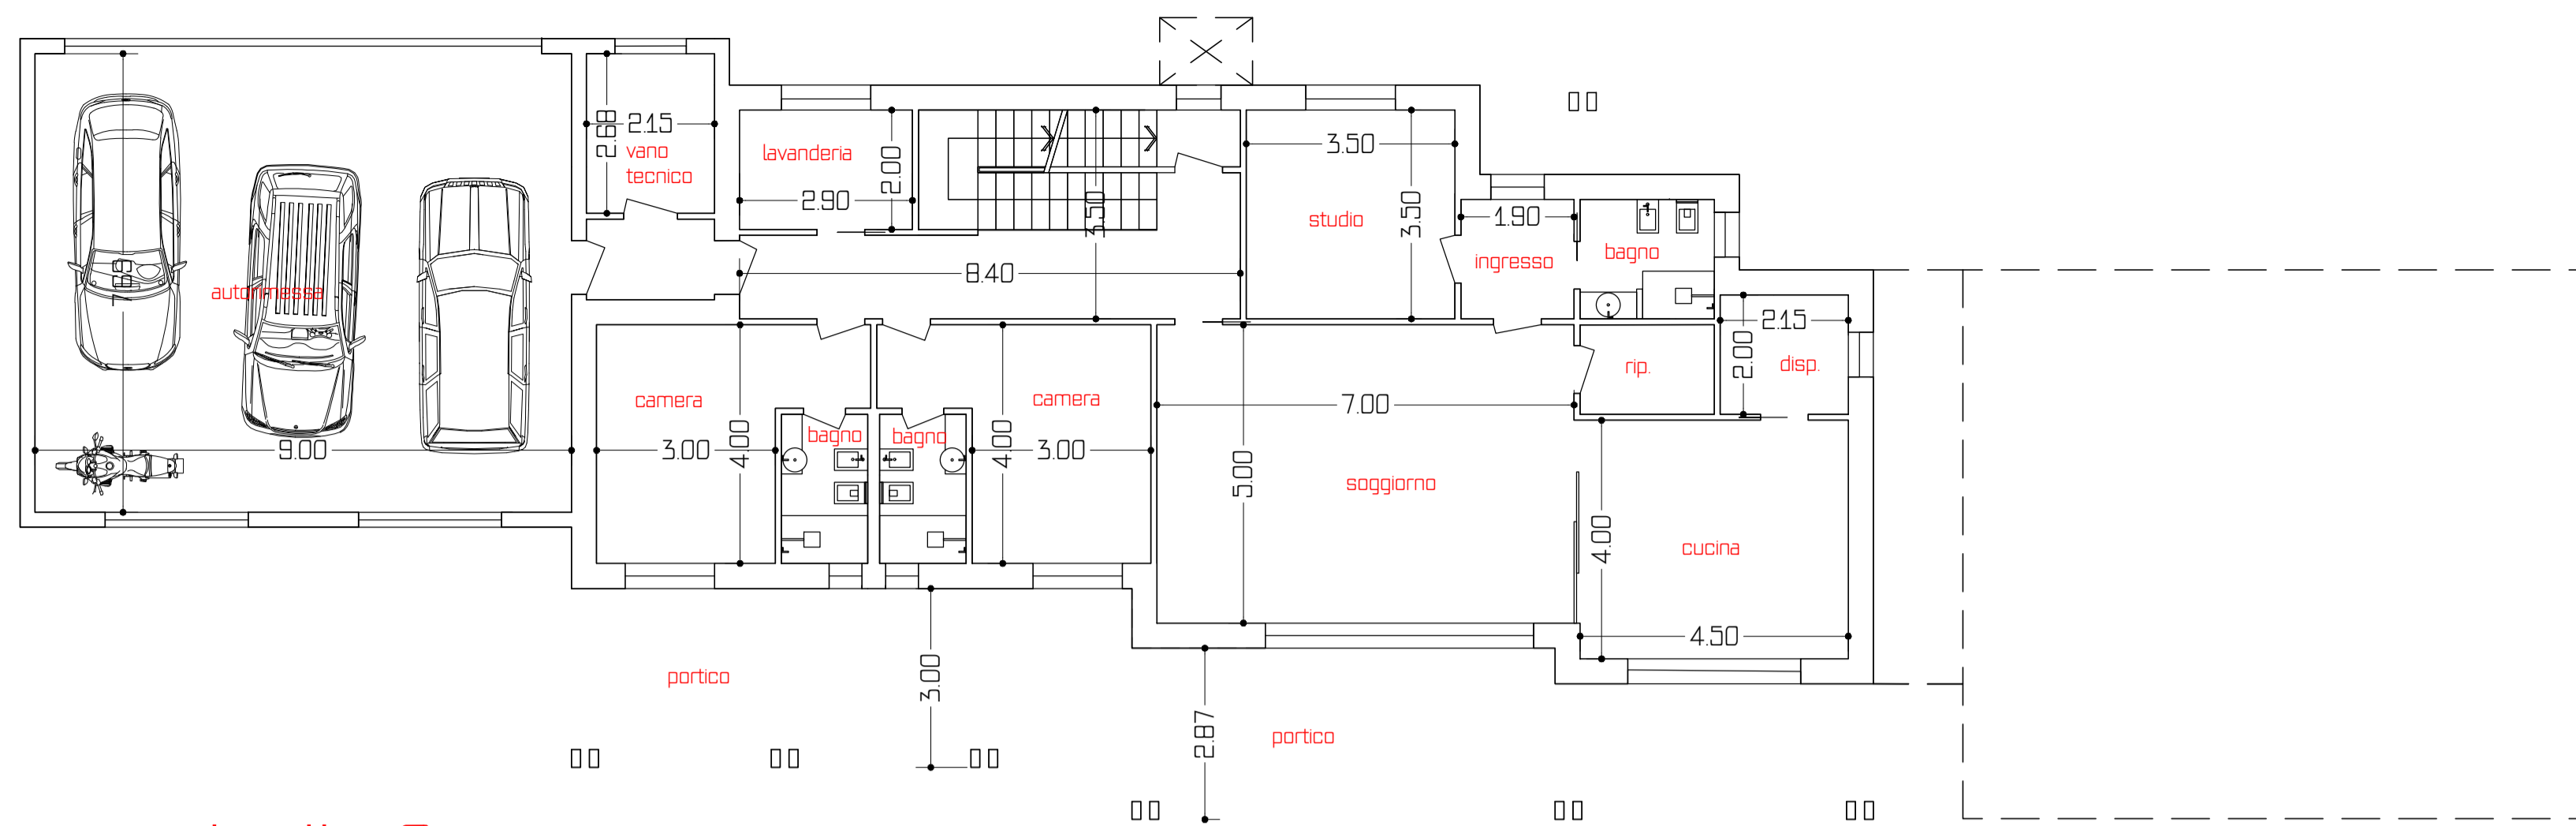 2.68
2.15
vano
tecnico
lavanderia
2.00
2.90
3.50
3.50
3.50
studio
1.90
ingresso
bagno
8.40
autorimessa
2.15
2.00
disp.
rip.
camera
camera
7.00
bagno
bagno
9.00
3.00
4.00
4.00
3.00
5.00
soggiorno
4.00
cucina
4.50
portico
3.00
2.87
portico